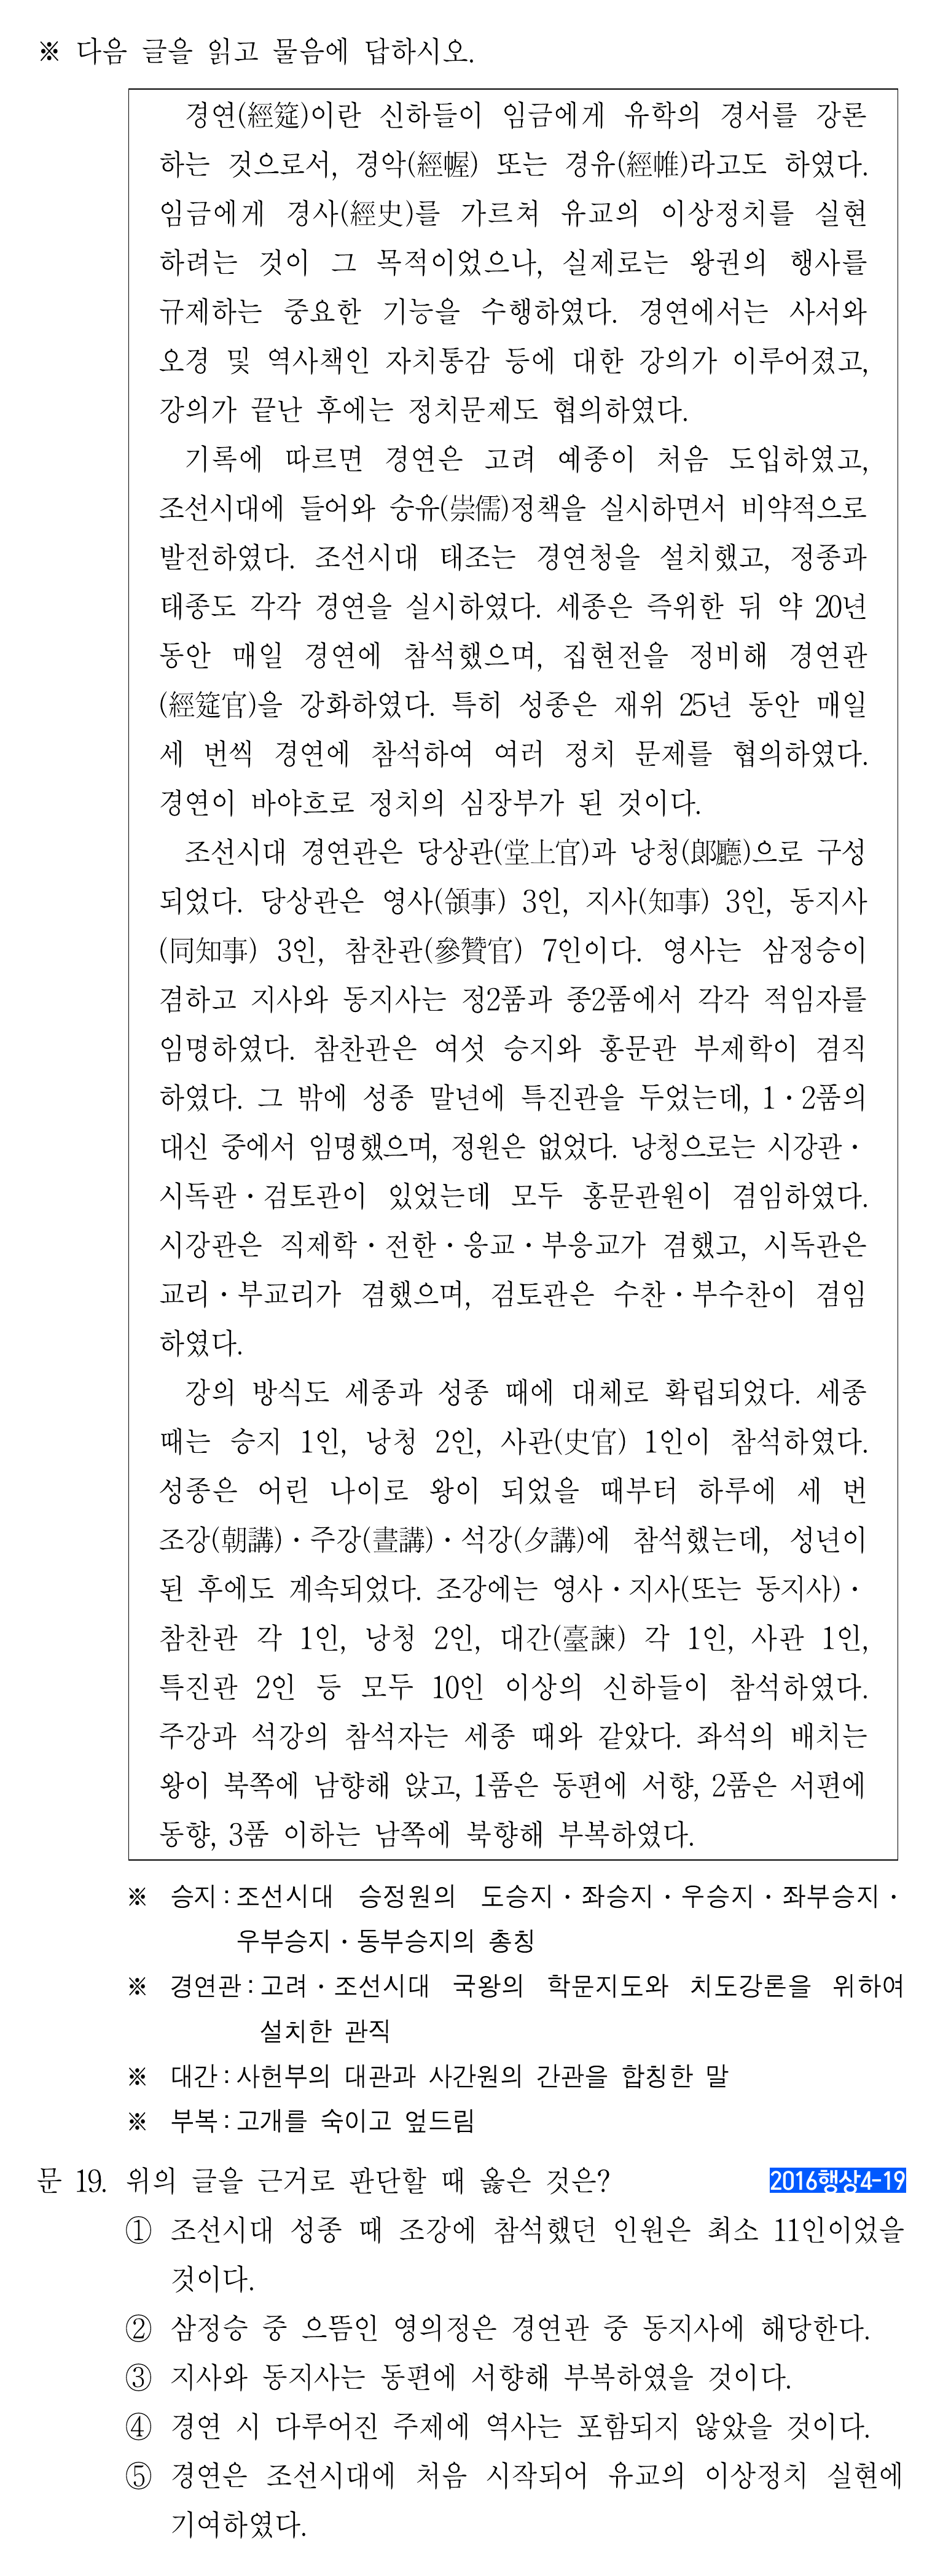 ※ 다음 글을 읽고 물음에 답하시오.
경연(經筵)이란 신하들이 임금에게 유학의 경서를 강론
하는 것으로서, 경악(經幄) 또는 경유(經帷)라고도 하였다.
임금에게 경사(經史)를 가르쳐 유교의 이상정치를 실현
하려는 것이 그 목적이었으나, 실제로는 왕권의 행사를
규제하는 중요한 기능을 수행하였다. 경연에서는 사서와
오경 및 역사책인 자치통감 등에 대한 강의가 이루어졌고,
강의가 끝난 후에는 정치문제도 협의하였다.
기록에 따르면 경연은 고려 예종이 처음 도입하였고,
조선시대에 들어와 숭유(崇儒)정책을 실시하면서 비약적으로
발전하였다. 조선시대 태조는 경연청을 설치했고, 정종과
태종도 각각 경연을 실시하였다. 세종은 즉위한 뒤 약 20년
동안 매일 경연에 참석했으며, 집현전을 정비해 경연관
(經筵官)을 강화하였다. 특히 성종은 재위 25년 동안 매일
세 번씩 경연에 참석하여 여러 정치 문제를 협의하였다.
경연이 바야흐로 정치의 심장부가 된 것이다.
조선시대 경연관은 당상관(堂上官)과 낭청(郞廳)으로 구성
되었다. 당상관은 영사(領事) 3인, 지사(知事) 3인, 동지사
(同知事) 3인, 참찬관(參贊官) 7인이다. 영사는 삼정승이
겸하고 지사와 동지사는 정2품과 종2품에서 각각 적임자를
임명하였다. 참찬관은 여섯 승지와 홍문관 부제학이 겸직
하였다. 그 밖에 성종 말년에 특진관을 두었는데, 1·2품의
대신 중에서 임명했으며, 정원은 없었다. 낭청으로는 시강관·
시독관·검토관이 있었는데 모두 홍문관원이 겸임하였다.
시강관은 직제학·전한·응교·부응교가 겸했고, 시독관은
교리·부교리가 겸했으며, 검토관은 수찬·부수찬이 겸임
하였다.
강의 방식도 세종과 성종 때에 대체로 확립되었다. 세종
때는 승지 1인, 낭청 2인, 사관(史官) 1인이 참석하였다.
성종은 어린 나이로 왕이 되었을 때부터 하루에 세 번
조강(朝講)·주강(晝講)·석강(夕講)에 참석했는데, 성년이
된 후에도 계속되었다. 조강에는 영사·지사(또는 동지사)·
참찬관 각 1인, 낭청 2인, 대간(臺諫) 각 1인, 사관 1인,
특진관 2인 등 모두 10인 이상의 신하들이 참석하였다.
주강과 석강의 참석자는 세종 때와 같았다. 좌석의 배치는
왕이 북쪽에 남향해 앉고, 1품은 동편에 서향, 2품은 서편에
동향, 3품 이하는 남쪽에 북향해 부복하였다.
※ 승지 : 조선시대 승정원의 도승지·좌승지·우승지·좌부승지·
우부승지·동부승지의 총칭
※ 경연관 : 고려·조선시대 국왕의 학문지도와 치도강론을 위하여
설치한 관직
※ 대간 : 사헌부의 대관과 사간원의 간관을 합칭한 말
※ 부복 : 고개를 숙이고 엎드림
문 19. 위의 글을 근거로 판단할 때 옳은 것은? 2016행상4-19
① 조선시대 성종 때 조강에 참석했던 인원은 최소 11인이었을
것이다.
② 삼정승 중 으뜸인 영의정은 경연관 중 동지사에 해당한다.
③ 지사와 동지사는 동편에 서향해 부복하였을 것이다.
④ 경연 시 다루어진 주제에 역사는 포함되지 않았을 것이다.
⑤ 경연은 조선시대에 처음 시작되어 유교의 이상정치 실현에
기여하였다.